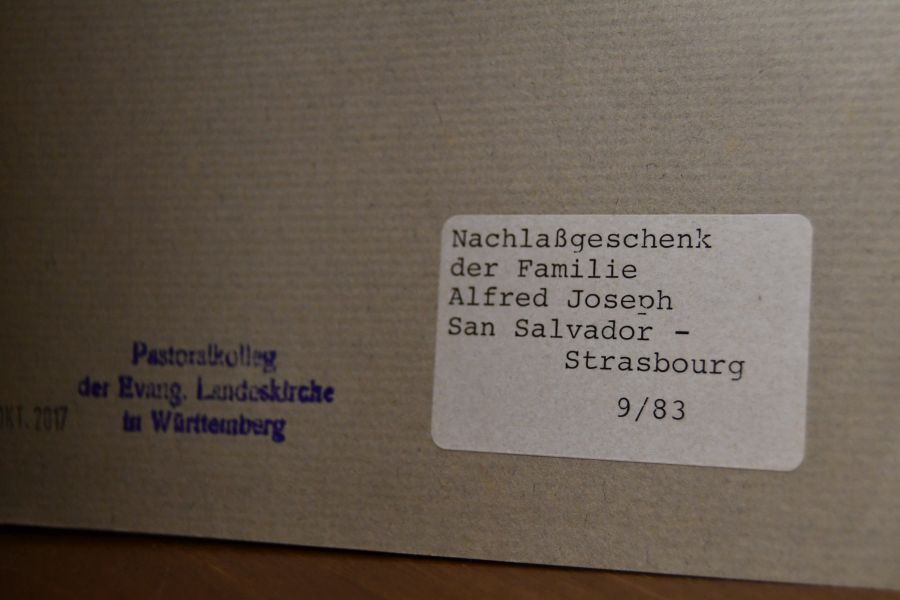 Nachlaßgeschenk
der Familie
Alfred Joseph
San Salvador -
Strasbourg
9/83
Pastoralkolleg
der Evang. Landeskirche
in Württemberg
OKT. 2017